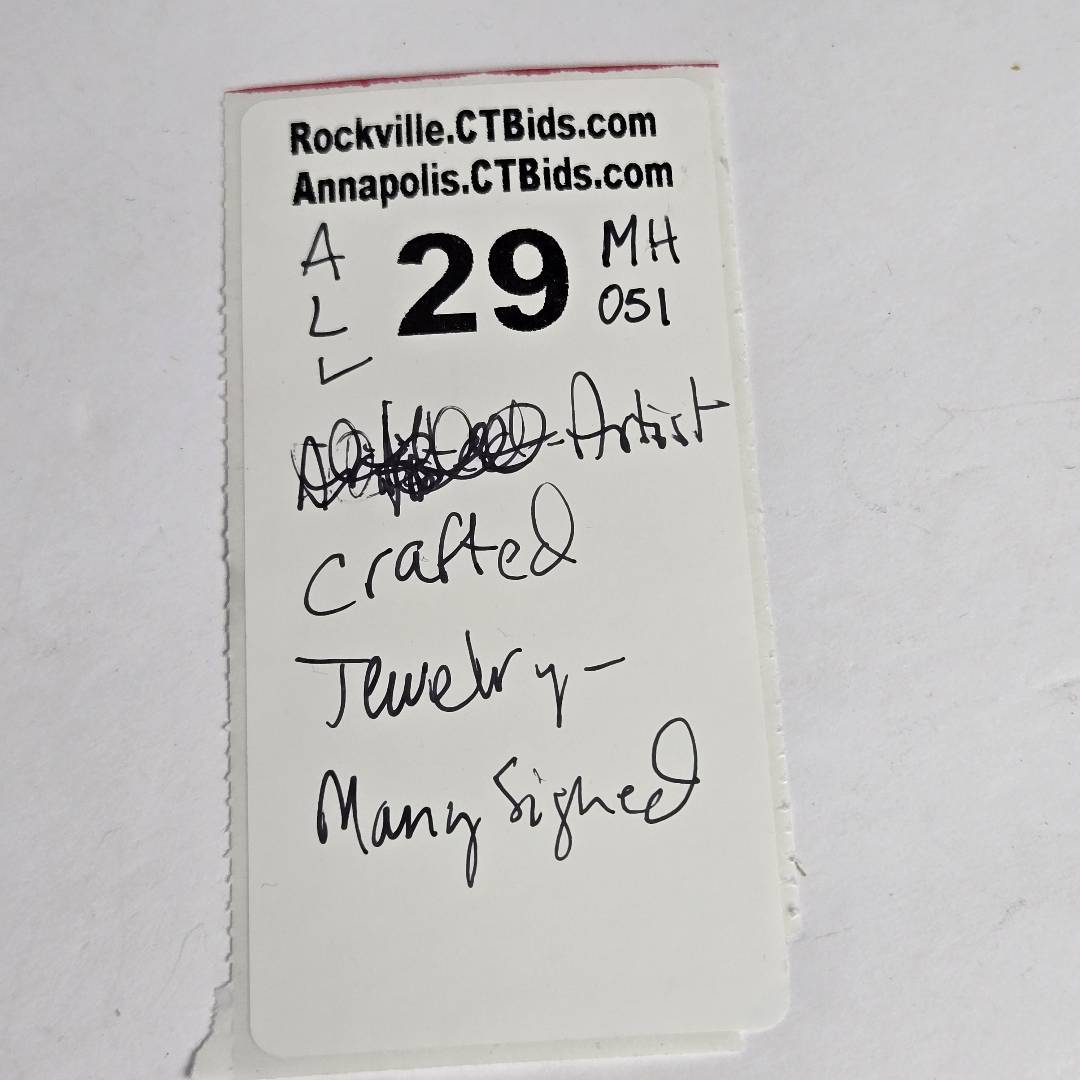 Rockville.CTBids.com
Annapolis.CTBids.com
A 29 MH
L 051
L
-Artist
Crafted
Jewelry-
Many Signed